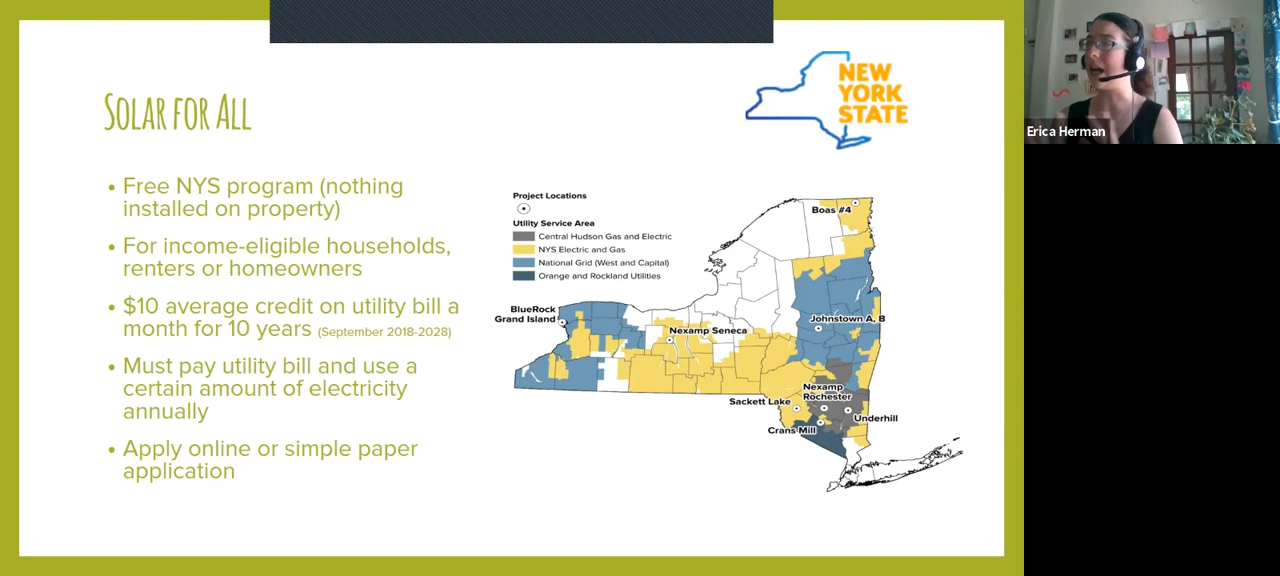 SOLAR FOR ALL
NEW
YORK
STATE
• Free NYS program (nothing
installed on property)
• For income-eligible households,
renters or homeowners
• $10 average credit on utility bill a
month for 10 years (September 2018-2028)
• Must pay utility bill and use a
certain amount of electricity
annually
• Apply online or simple paper
application
Project Locations
Utility Service Area
Central Hudson Gas and Electric
NYS Electric and Gas
National Grid (West and Capital)
Orange and Rockland Utilities
Boas #4
BlueRock
Grand Island
Nexamp Seneca
Johnstown A, B
Nexamp
Rochester
Sackett Lake
Underhill
Crans Mill
Erica Herman